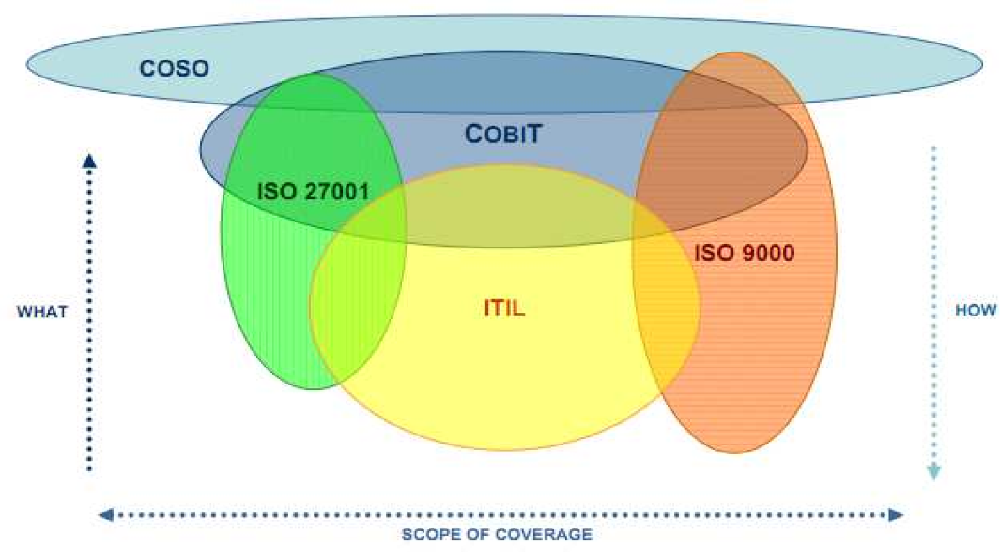 COSO
COBIT
ISO 27001
ISO 9000
ITIL
WHAT
HOW
SCOPE OF COVERAGE